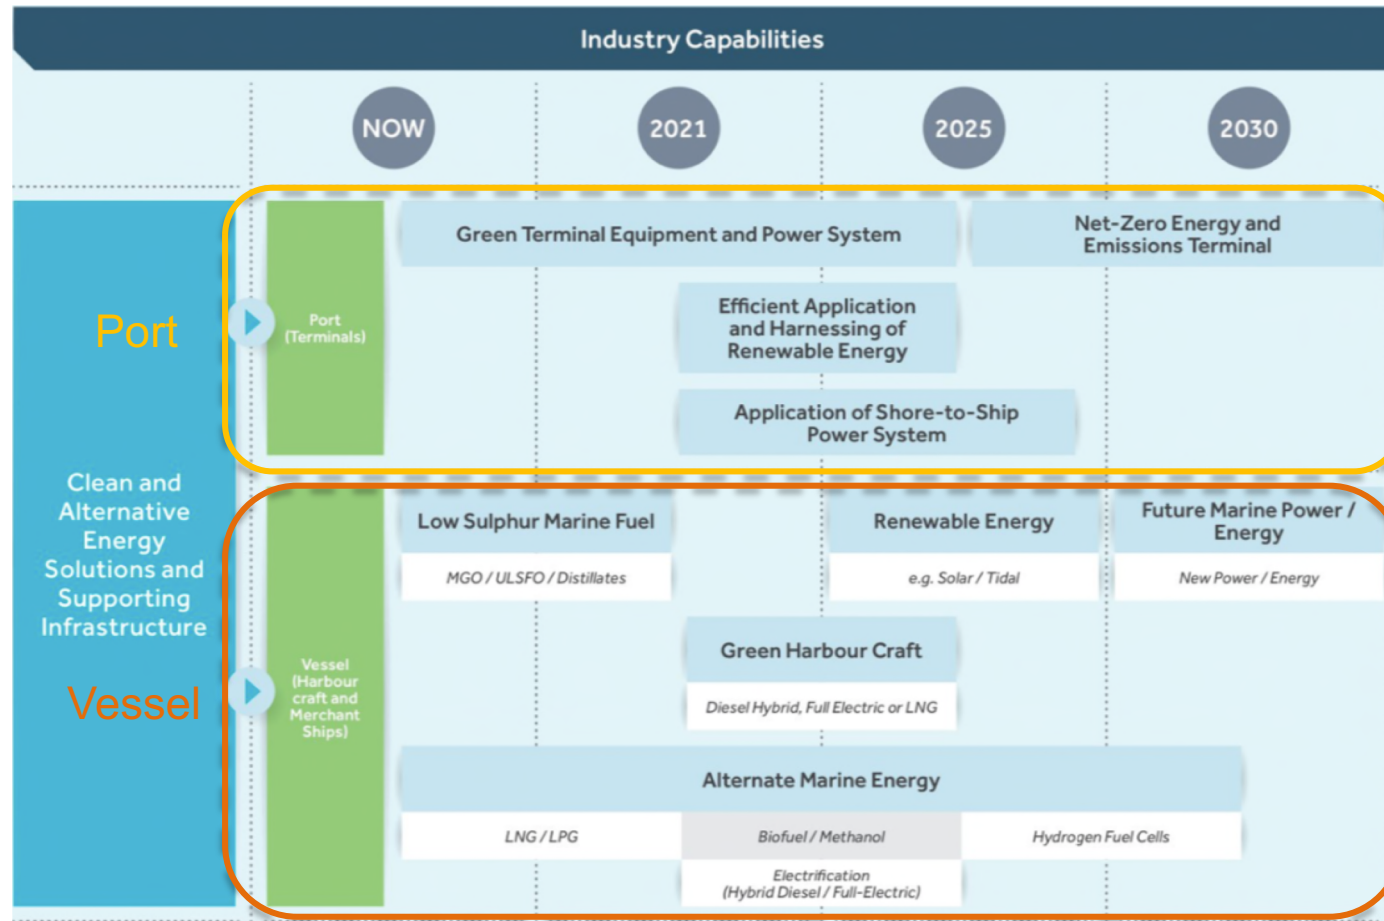 Industry Capabilities
NOW
2021
2025
2030
Port
Clean and
Alternative
Energy
Solutions and
Supporting
Infrastructure
Vessel
Port
(Terminals)
Green Terminal Equipment and Power System
Net-Zero Energy and
Emissions Terminal
Efficient Application
and Harnessing of
Renewable Energy
Application of Shore-to-Ship
Power System
Vessel
(Harbour
craft and
Merchant
Ships)
Low Sulphur Marine Fuel
MGO / ULSFO / Distillates
Renewable Energy
e.g. Solar / Tidal
Future Marine Power /
Energy
New Power / Energy
Green Harbour Craft
Diesel Hybrid, Full Electric or LNG
Alternate Marine Energy
LNG / LPG
Biofuel / Methanol
Hydrogen Fuel Cells
Electrification
(Hybrid Diesel / Full-Electric)